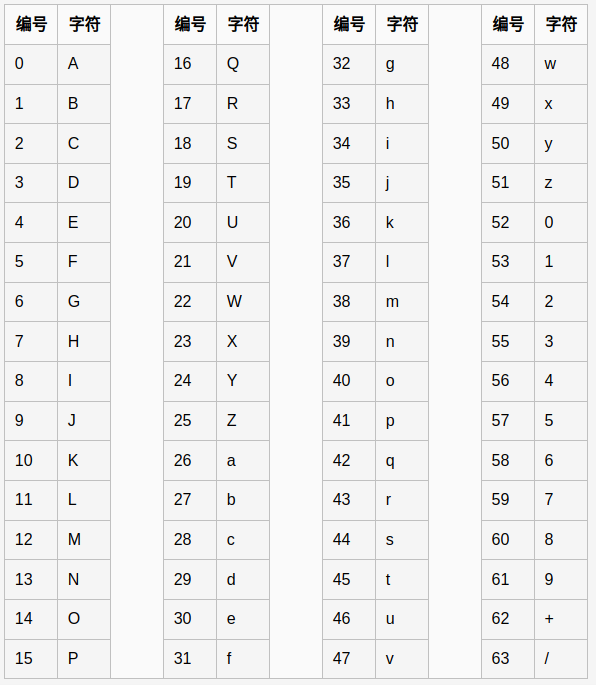 编号 字符 编号 字符 编号 字符 编号 字符
0 A 16 Q 32 g 48 w
1 B 17 R 33 h 49 x
2 C 18 S 34 i 50 y
3 D 19 T 35 j 51 z
4 E 20 U 36 k 52 0
5 F 21 V 37 l 53 1
6 G 22 W 38 m 54 2
7 H 23 X 39 n 55 3
8 I 24 Y 40 o 56 4
9 J 25 Z 41 p 57 5
10 K 26 a 42 q 58 6
11 L 27 b 43 r 59 7
12 M 28 c 44 s 60 8
13 N 29 d 45 t 61 9
14 O 30 e 46 u 62 +
15 P 31 f 47 v 63 /